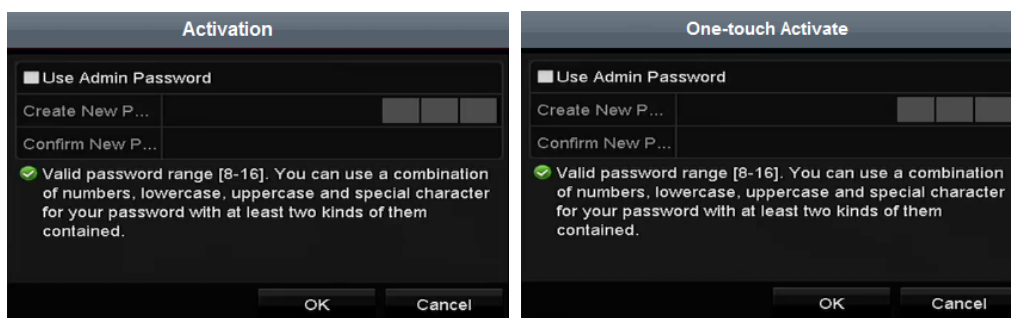 Activation
Use Admin Password
Create New P...
Confirm New P...
Valid password range [8-16]. You can use a combination
of numbers, lowercase, uppercase and special character
for your password with at least two kinds of them
contained.
OK Cancel
One-touch Activate
Use Admin Password
Create New P...
Confirm New P...
Valid password range [8-16]. You can use a combination
of numbers, lowercase, uppercase and special character
for your password with at least two kinds of them
contained.
OK Cancel